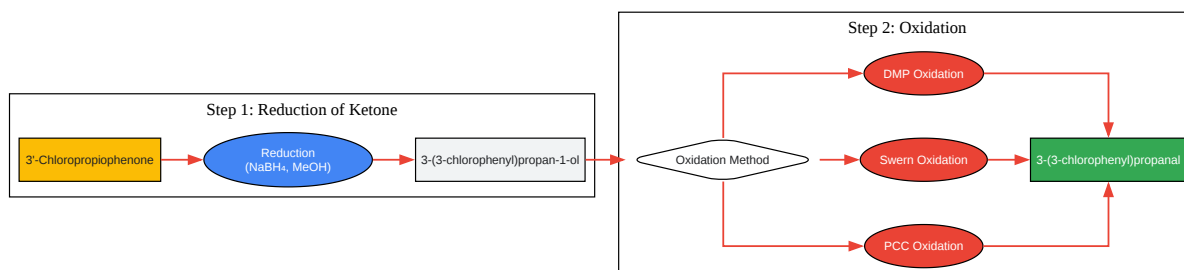 Step 1: Reduction of Ketone
3'-Chloropropiophenone
Reduction
(NaBH₄, MeOH)
3-(3-chlorophenyl)propan-1-ol
Step 2: Oxidation
Oxidation Method
DMP Oxidation
Swern Oxidation
PCC Oxidation
3-(3-chlorophenyl)propanal